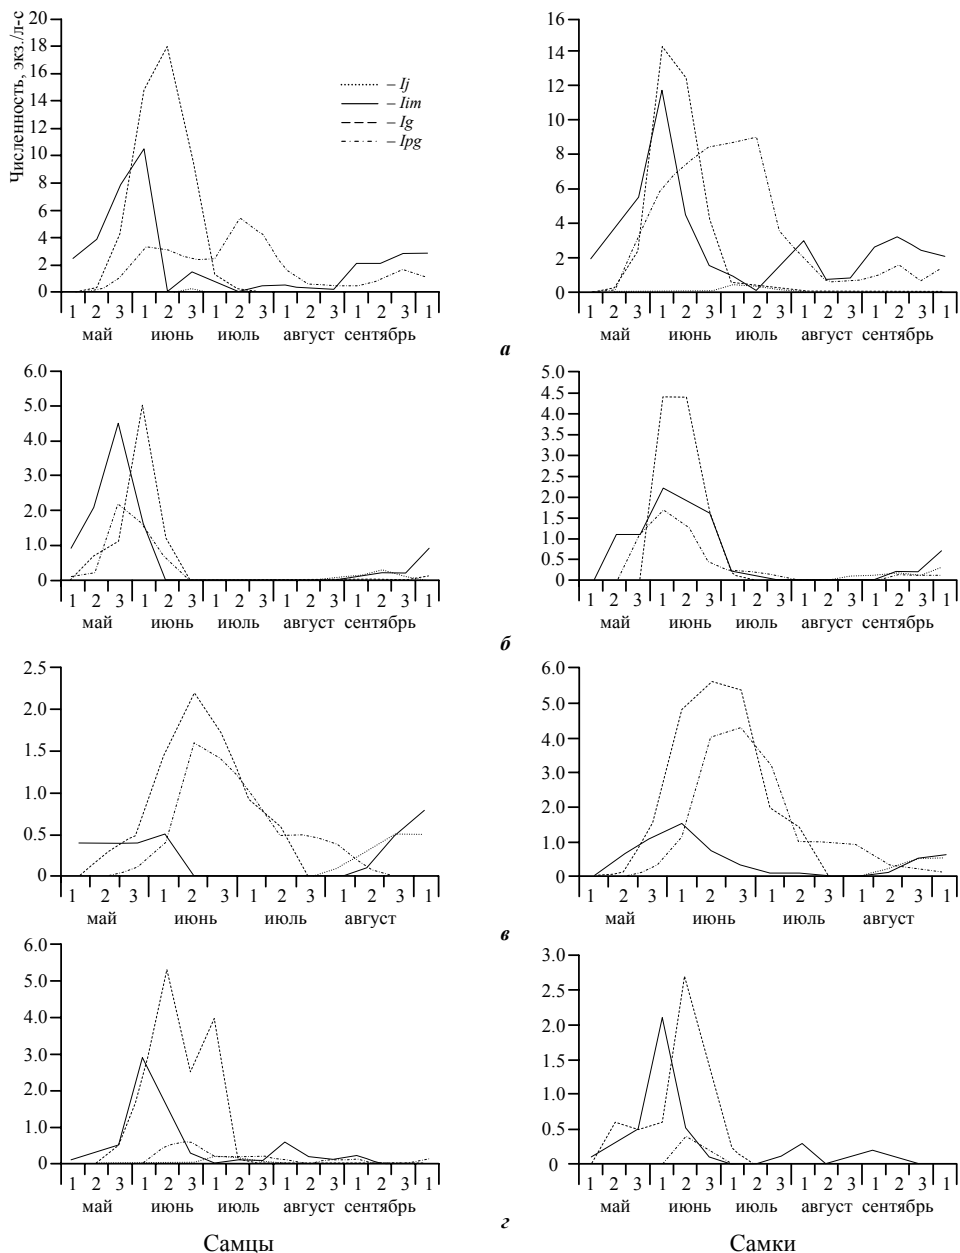 Численность, экз./л-с
20
18
16
14
12
10
8
6
4
2
0
– Ij
– Iim
– Ig
– Ipg
1 2 3 1 2 3 1 2 3 1 2 3 1 2 3 1
май июнь июль август сентябрь
16
14
12
10
8
6
4
2
0
1 2 3 1 2 3 1 2 3 1 2 3 1 2 3 1
май июнь июль август сентябрь
а
6.0
5.0
4.0
3.0
2.0
1.0
0
1 2 3 1 2 3 1 2 3 1 2 3 1 2 3 1
май июнь июль август сентябрь
5.0
4.5
4.0
3.5
3.0
2.5
2.0
1.5
1.0
0.5
0
1 2 3 1 2 3 1 2 3 1 2 3 1 2 3 1
май июнь июль август сентябрь
б
2.5
2.0
1.5
1.0
0.5
0
1 2 3 1 2 3 1 2 3 1 2 3 1
май июнь июль август
6.0
5.0
4.0
3.0
2.0
1.0
0
1 2 3 1 2 3 1 2 3 1 2 3 1
май июнь июль август
в
6.0
5.0
4.0
3.0
2.0
1.0
0
1 2 3 1 2 3 1 2 3 1 2 3 1 2 3 1
май июнь июль август сентябрь
3.0
2.5
2.0
1.5
1.0
0.5
0
1 2 3 1 2 3 1 2 3 1 2 3 1 2 3 1
май июнь июль август сентябрь
г
Самцы
Самки